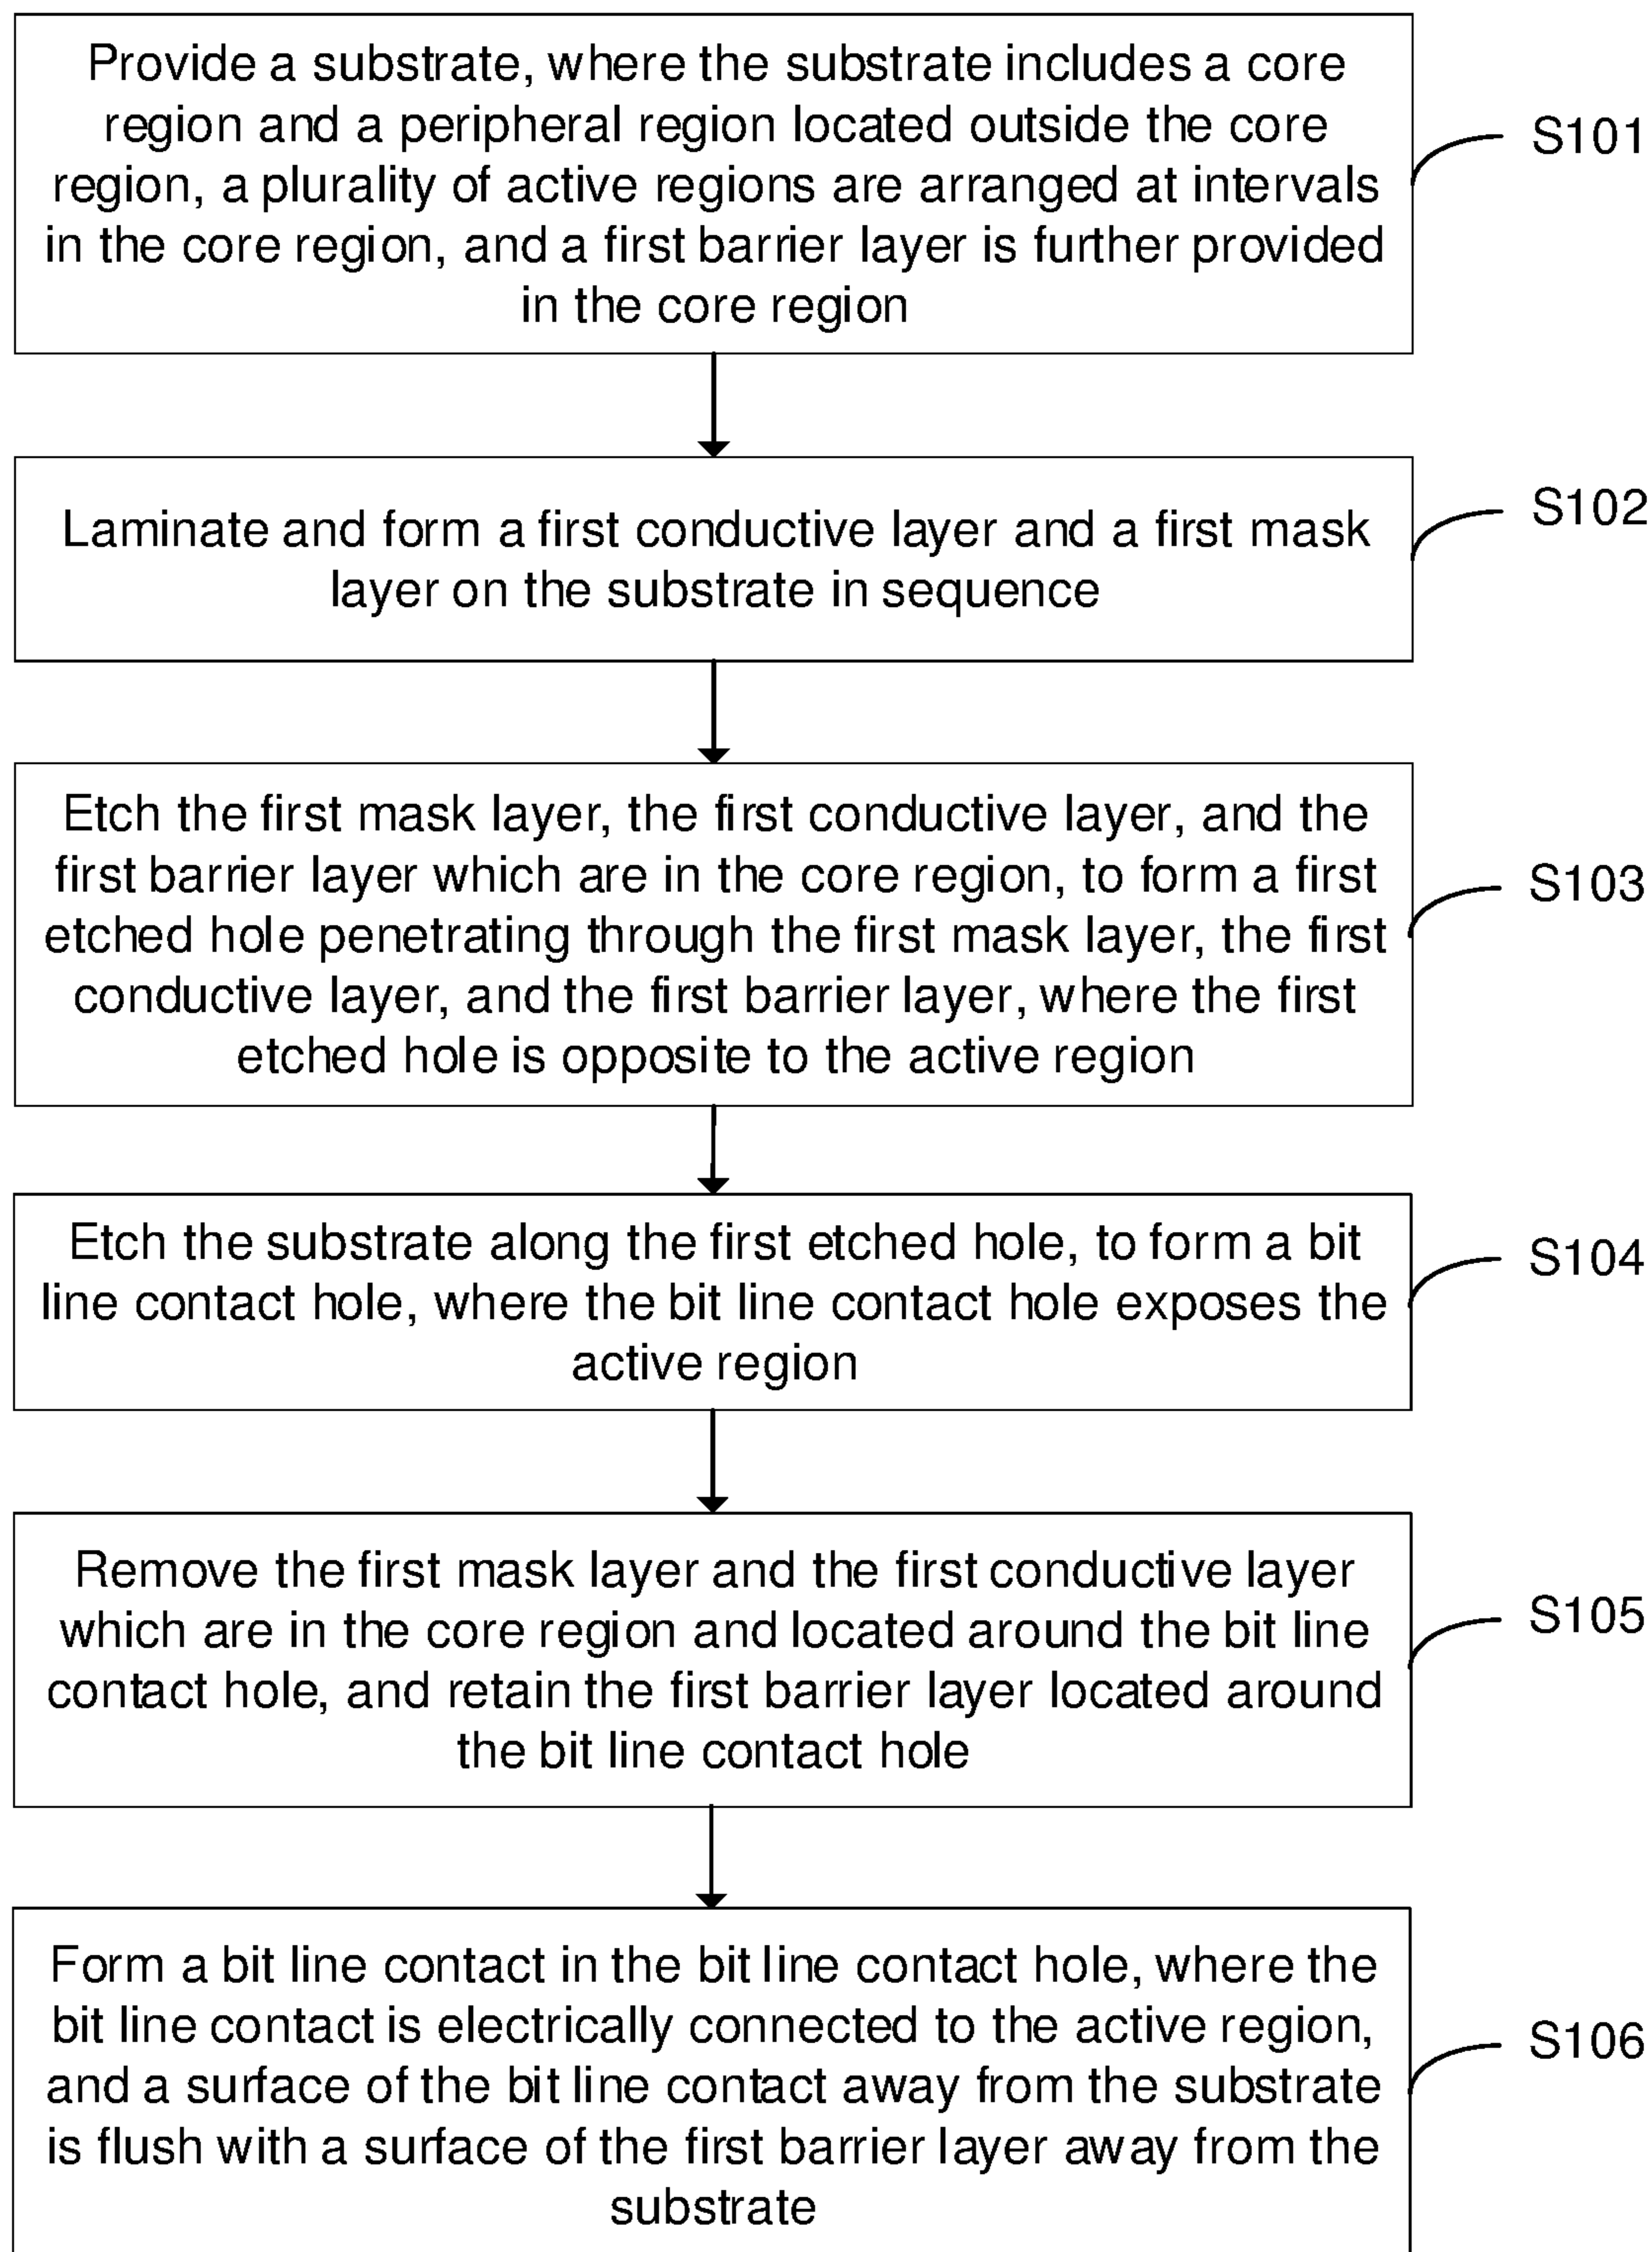 Provide a substrate, where the substrate includes a core
region and a peripheral region located outside the core
region, a plurality of active regions are arranged at intervals
in the core region, and a first barrier layer is further provided
in the core region
S101
Laminate and form a first conductive layer and a first mask
layer on the substrate in sequence
S102
Etch the first mask layer, the first conductive layer, and the
first barrier layer which are in the core region, to form a first
etched hole penetrating through the first mask layer, the first
conductive layer, and the first barrier layer, where the first
etched hole is opposite to the active region
S103
Etch the substrate along the first etched hole, to form a bit
line contact hole, where the bit line contact hole exposes the
active region
S104
Remove the first mask layer and the first conductive layer
which are in the core region and located around the bit line
contact hole, and retain the first barrier layer located around
the bit line contact hole
S105
Form a bit line contact in the bit line contact hole, where the
bit line contact is electrically connected to the active region,
and a surface of the bit line contact away from the substrate
is flush with a surface of the first barrier layer away from the
substrate
S106